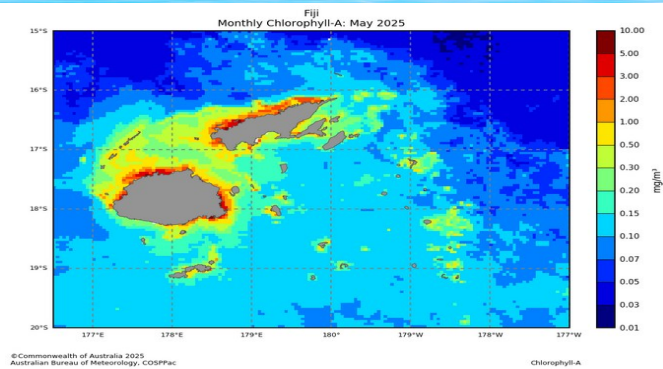 Fiji
Monthly Chlorophyll-A: May 2025
15°S
16°S
17°S
18°S
19°S
20°S
177°E
178°E
179°E
180°
179°W
178°W
177°W
10.00
5.00
3.00
2.00
1.00
0.50
0.30
0.20
0.15
0.10
0.07
0.05
0.03
0.01
mg/m³
©Commonwealth of Australia 2025
Australian Bureau of Meteorology, COSPPac
Chlorophyll-A